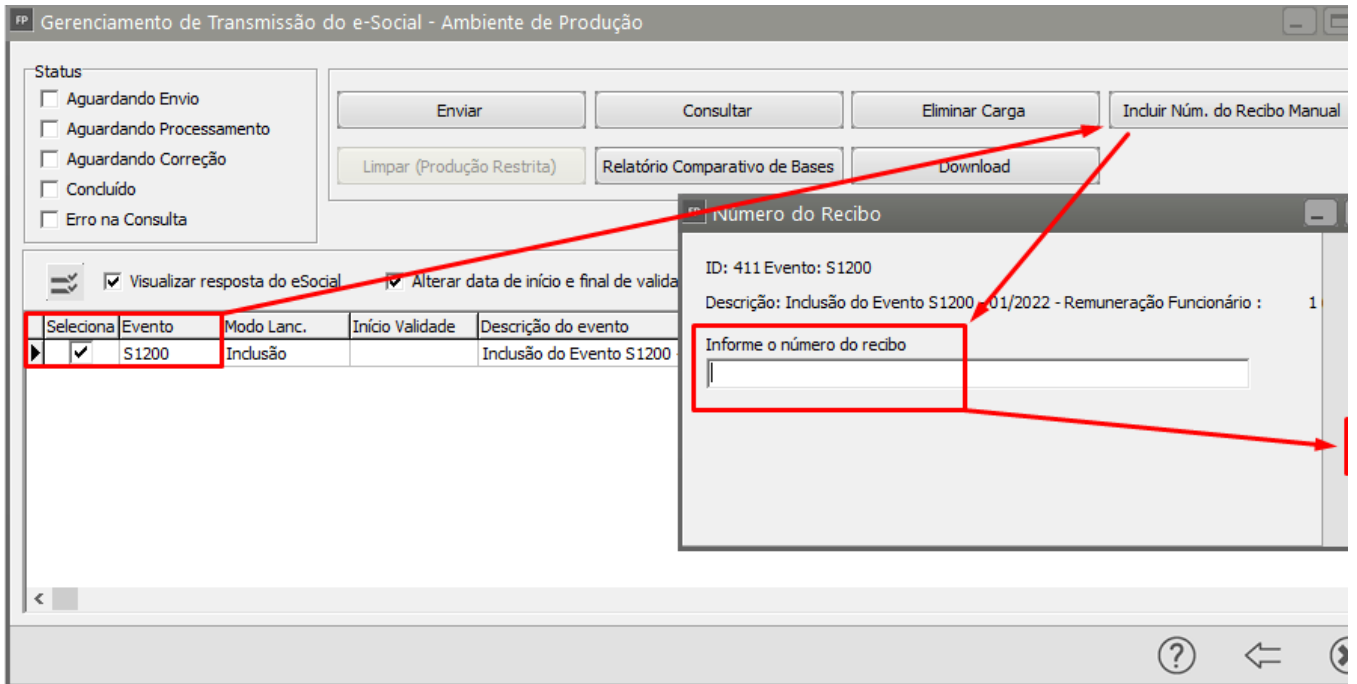 FP Gerenciamento de Transmissão do e-Social - Ambiente de Produção
Status
Aguardando Envio
Aguardando Processamento
Aguardando Correção
Concluído
Erro na Consulta
Enviar
Consultar
Eliminar Carga
Incluir Núm. do Recibo Manual
Limpar (Produção Restrita)
Relatório Comparativo de Bases
Download
Visualizar resposta do eSocial
Alterar data de início e final de valida
Seleciona Evento Modo Lanc. Início Validade Descrição do evento
S1200 Inclusão Inclusão do Evento S1200 -
FP Número do Recibo
ID: 411 Evento: S1200
Descrição: Inclusão do Evento S1200 - 01/2022 - Remuneração Funcionário : 1
Informe o número do recibo